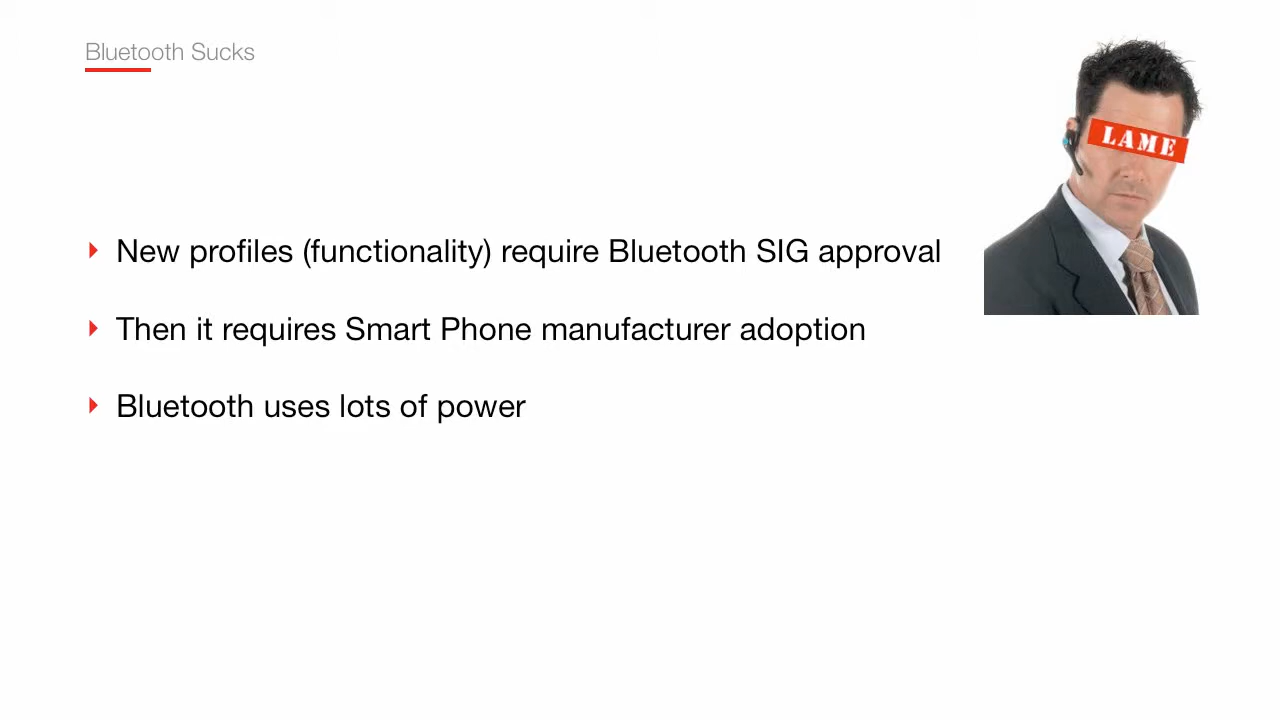 Bluetooth Sucks
LAME
New profiles (functionality) require Bluetooth SIG approval
Then it requires Smart Phone manufacturer adoption
Bluetooth uses lots of power